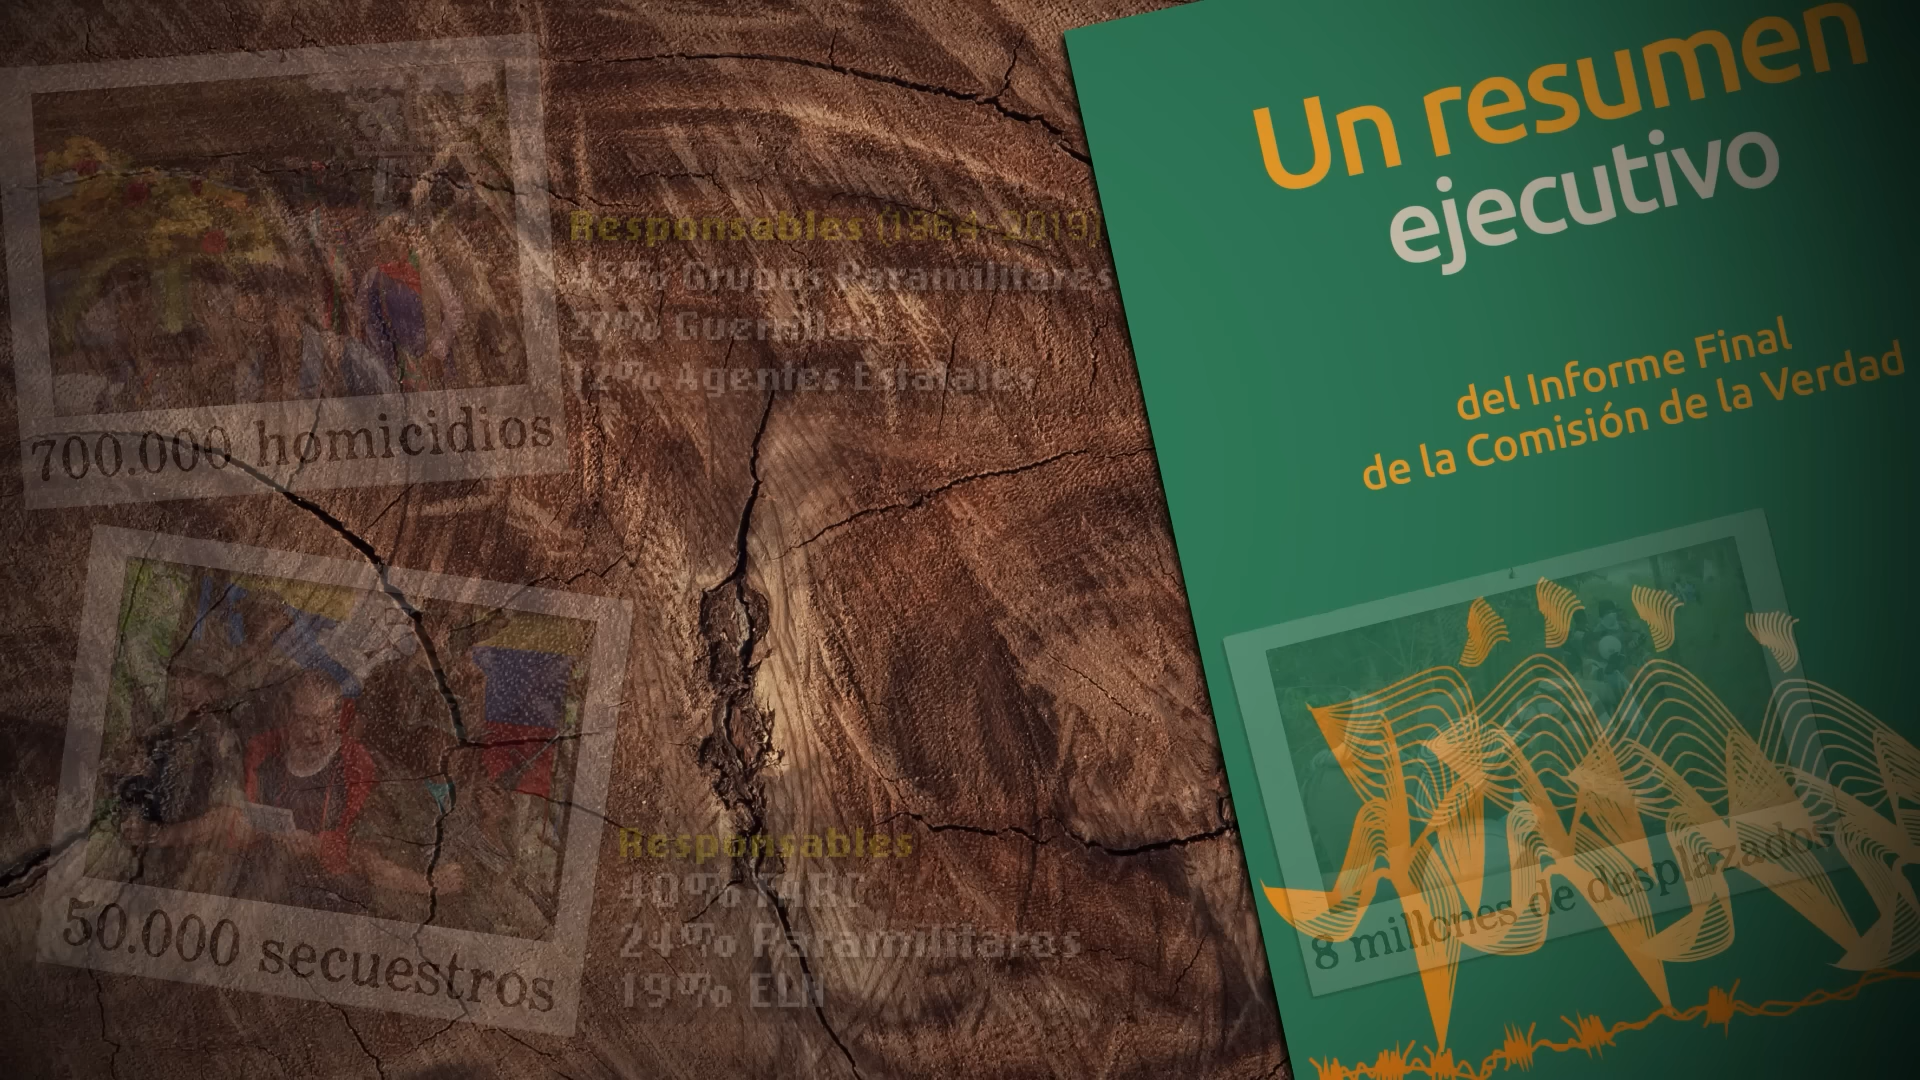 Responsables (1964-2019)
45% Grupos Paramilitares
27% Guerrillas
12% Agentes Estatales
700.000 homicidios
Responsables
40% FARC
24% Paramilitares
19% ELN
50.000 secuestros
Un resumen
ejecutivo
del Informe Final
de la Comisión de la Verdad
8 millones de desplazados